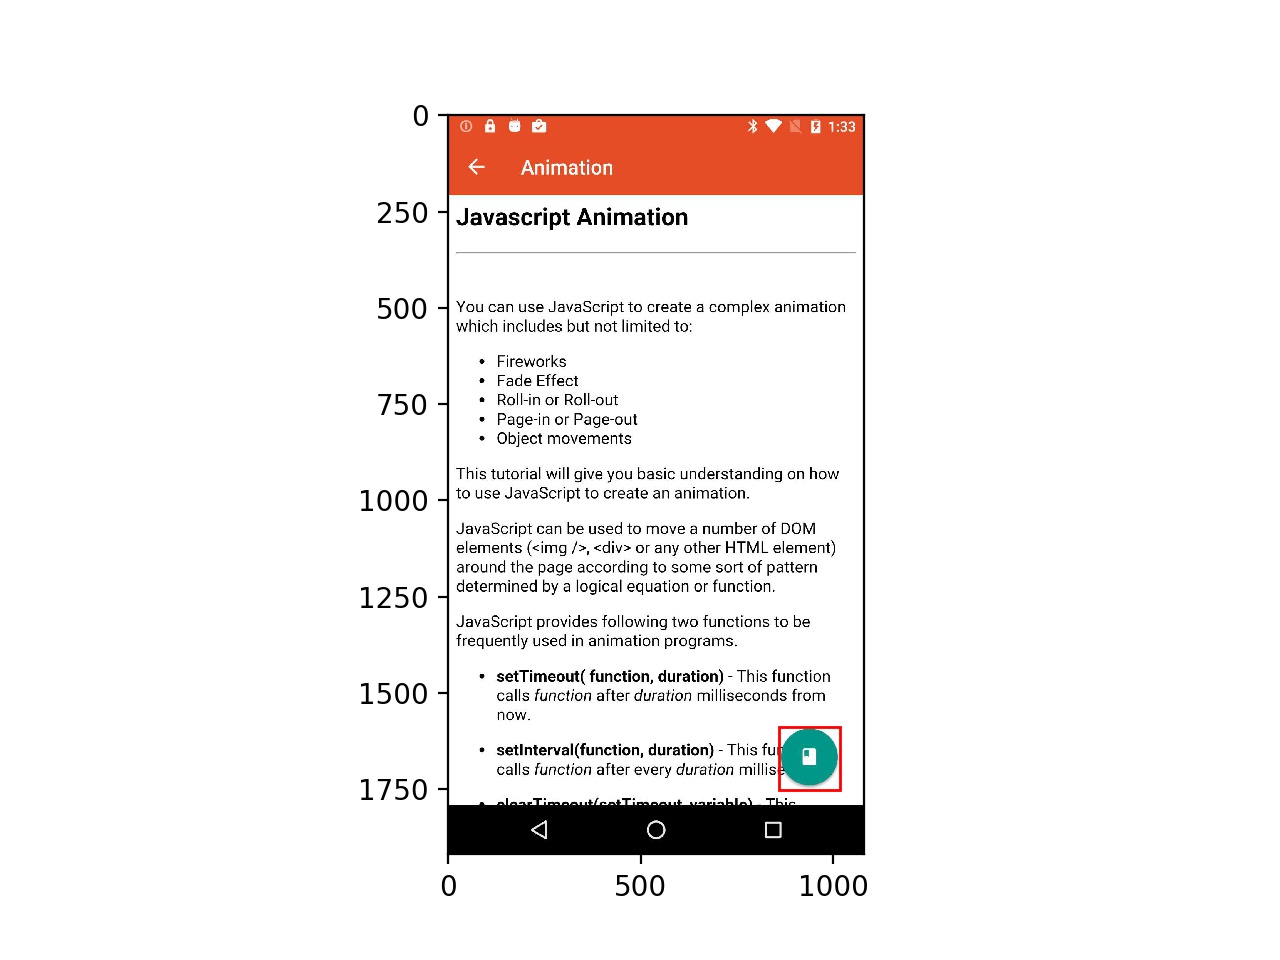 1:33
Animation
Javascript Animation
You can use JavaScript to create a complex animation
which includes but not limited to:
• Fireworks
• Fade Effect
• Roll-in or Roll-out
• Page-in or Page-out
• Object movements
This tutorial will give you basic understanding on how
to use JavaScript to create an animation.
JavaScript can be used to move a number of DOM
elements (<img />, <div> or any other HTML element)
around the page according to some sort of pattern
determined by a logical equation or function.
JavaScript provides following two functions to be
frequently used in animation programs.
• setTimeout( function, duration) - This function
calls function after duration milliseconds from
now.
• setInterval(function, duration) - This
calls function after every duration
• clearTimeout(setTimeout_variable) - This
0
250
500
750
1000
1250
1500
1750
0
500
1000